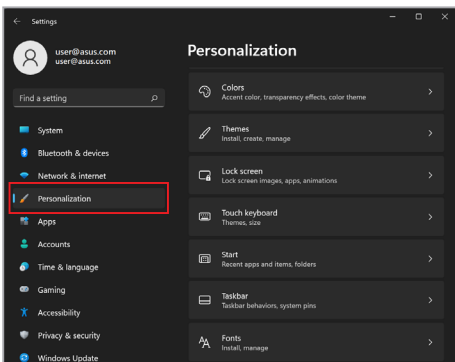 Settings
user@asus.com
user@asus.com
Find a setting
System
Bluetooth & devices
Network & internet
Personalization
Apps
Accounts
Time & language
Gaming
Accessibility
Privacy & security
Windows Update
Personalization
Colors
Accent color, transparency effects, color theme
Themes
Install, create, manage
Lock screen
Lock screen images, apps, animations
Touch keyboard
Themes, size
Start
Recent apps and items, folders
Taskbar
Taskbar behaviors, system pins
Fonts
Install, manage